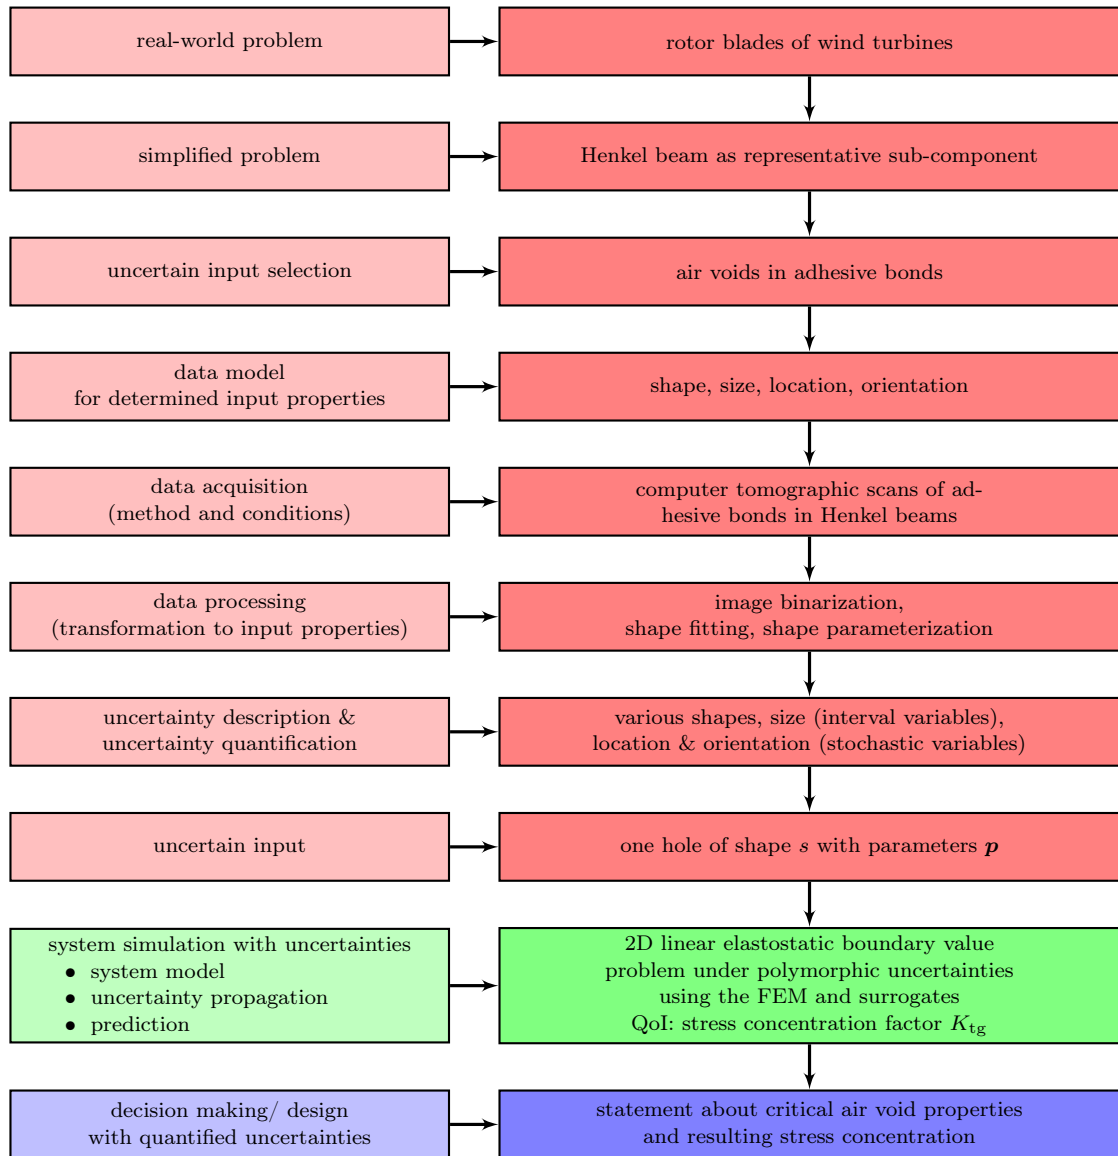 real-world problem
rotor blades of wind turbines
simplified problem
Henkel beam as representative sub-component
uncertain input selection
air voids in adhesive bonds
data model
for determined input properties
shape, size, location, orientation
data acquisition
(method and conditions)
computer tomographic scans of ad-
hesive bonds in Henkel beams
data processing
(transformation to input properties)
image binarization,
shape fitting, shape parameterization
uncertainty description &
uncertainty quantification
various shapes, size (interval variables),
location & orientation (stochastic variables)
uncertain input
one hole of shape s with parameters p
system simulation with uncertainties
• system model
• uncertainty propagation
• prediction
2D linear elastostatic boundary value
problem under polymorphic uncertainties
using the FEM and surrogates
QoI: stress concentration factor K_tg
decision making/ design
with quantified uncertainties
statement about critical air void properties
and resulting stress concentration